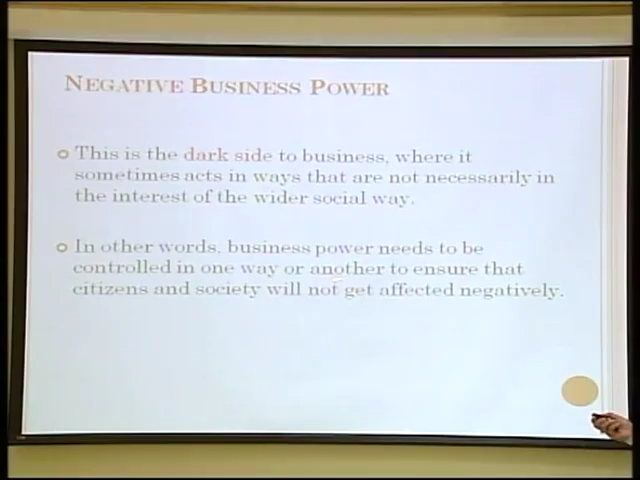 NEGATIVE BUSINESS POWER
This is the dark side to business, where it
sometimes acts in ways that are not necessarily in
the interest of the wider social way.
In other words, business power needs to be
controlled in one way or another to ensure that
citizens and society will not get affected negatively.